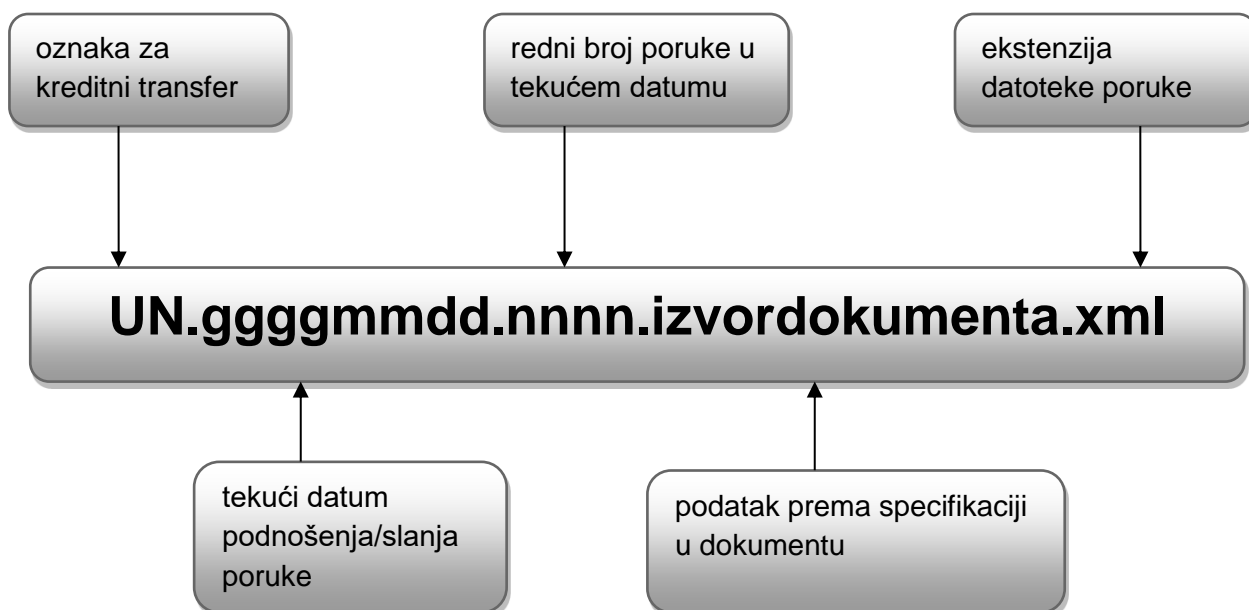 oznaka za
kreditni transfer
redni broj poruke u
tekućem datumu
ekstenzija
datoteke poruke
UN.ggggmmdd.nnnn.izvordokumenta.xml
tekući datum
podnošenja/slanja
poruke
podatak prema specifikaciji
u dokumentu